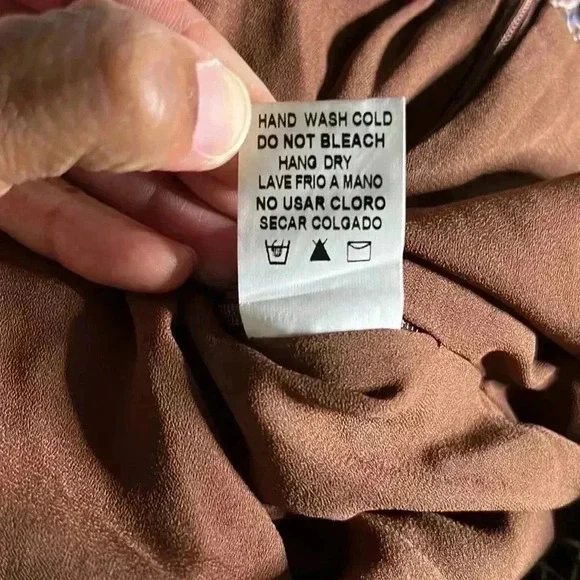 HAND WASH COLD
DO NOT BLEACH
HANG DRY
LAVE FRIO A MANO
NO USAR CLORO
SECAR COLGADO